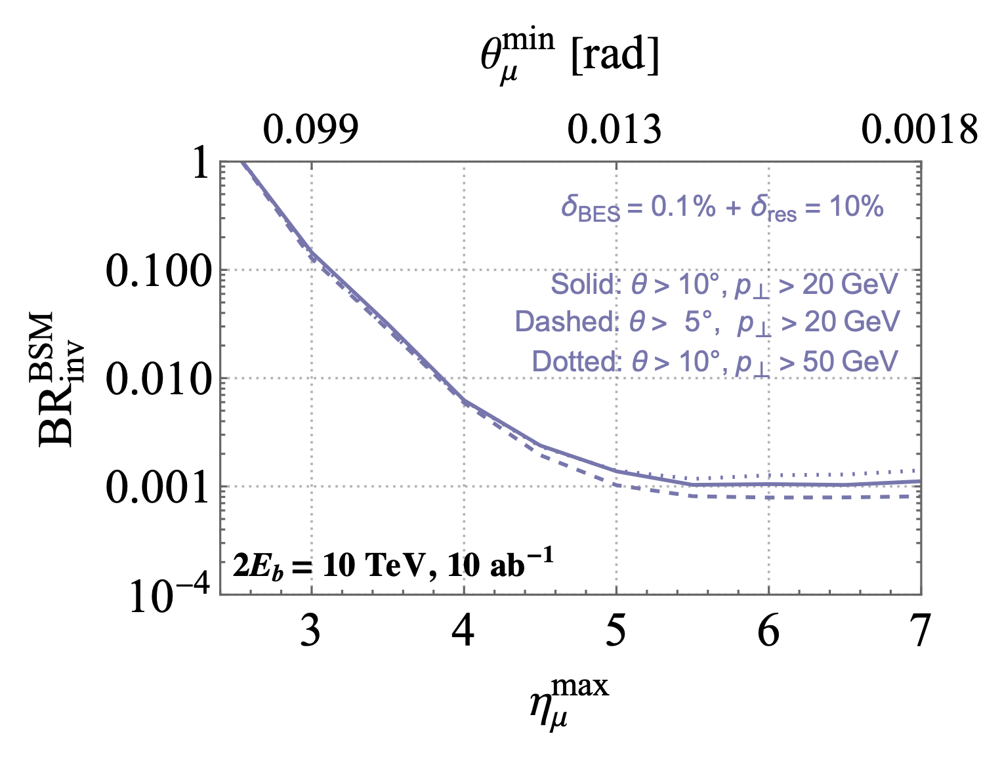 θ_μ^min [rad]
0.099 0.013 0.0018
1
0.100
0.010
0.001
10^−4
BR_inv^BSM
δ_BES = 0.1% + δ_res = 10%
Solid: θ > 10°, p_⊥ > 20 GeV
Dashed: θ > 5°, p_⊥ > 20 GeV
Dotted: θ > 10°, p_⊥ > 50 GeV
2E_b = 10 TeV, 10 ab^−1
3 4 5 6 7
η_μ^max